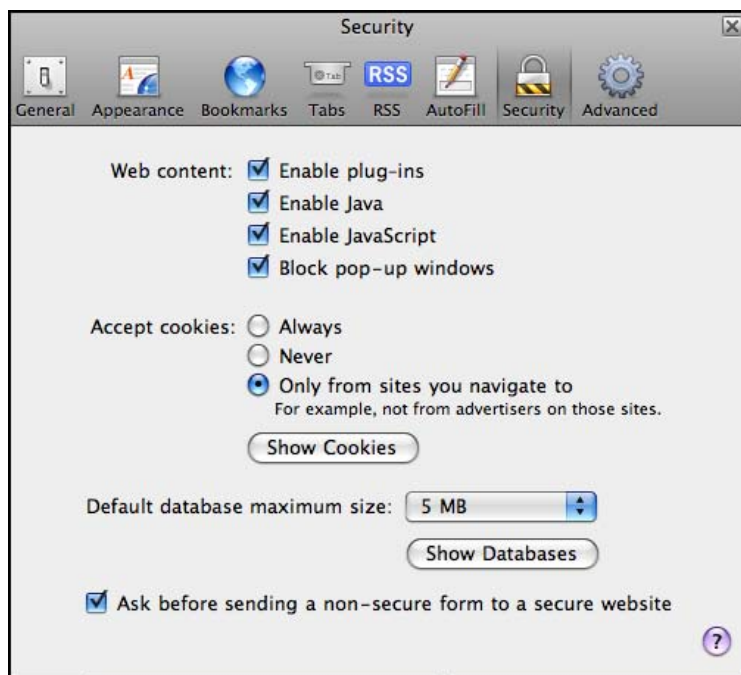 Security
Tab
RSS
General Appearance Bookmarks Tabs RSS AutoFill Security Advanced
Web content: Enable plug-ins
Enable Java
Enable JavaScript
Block pop-up windows
Accept cookies: Always
Never
Only from sites you navigate to
For example, not from advertisers on those sites.
Show Cookies
Default database maximum size: 5 MB
Show Databases
Ask before sending a non-secure form to a secure website
?